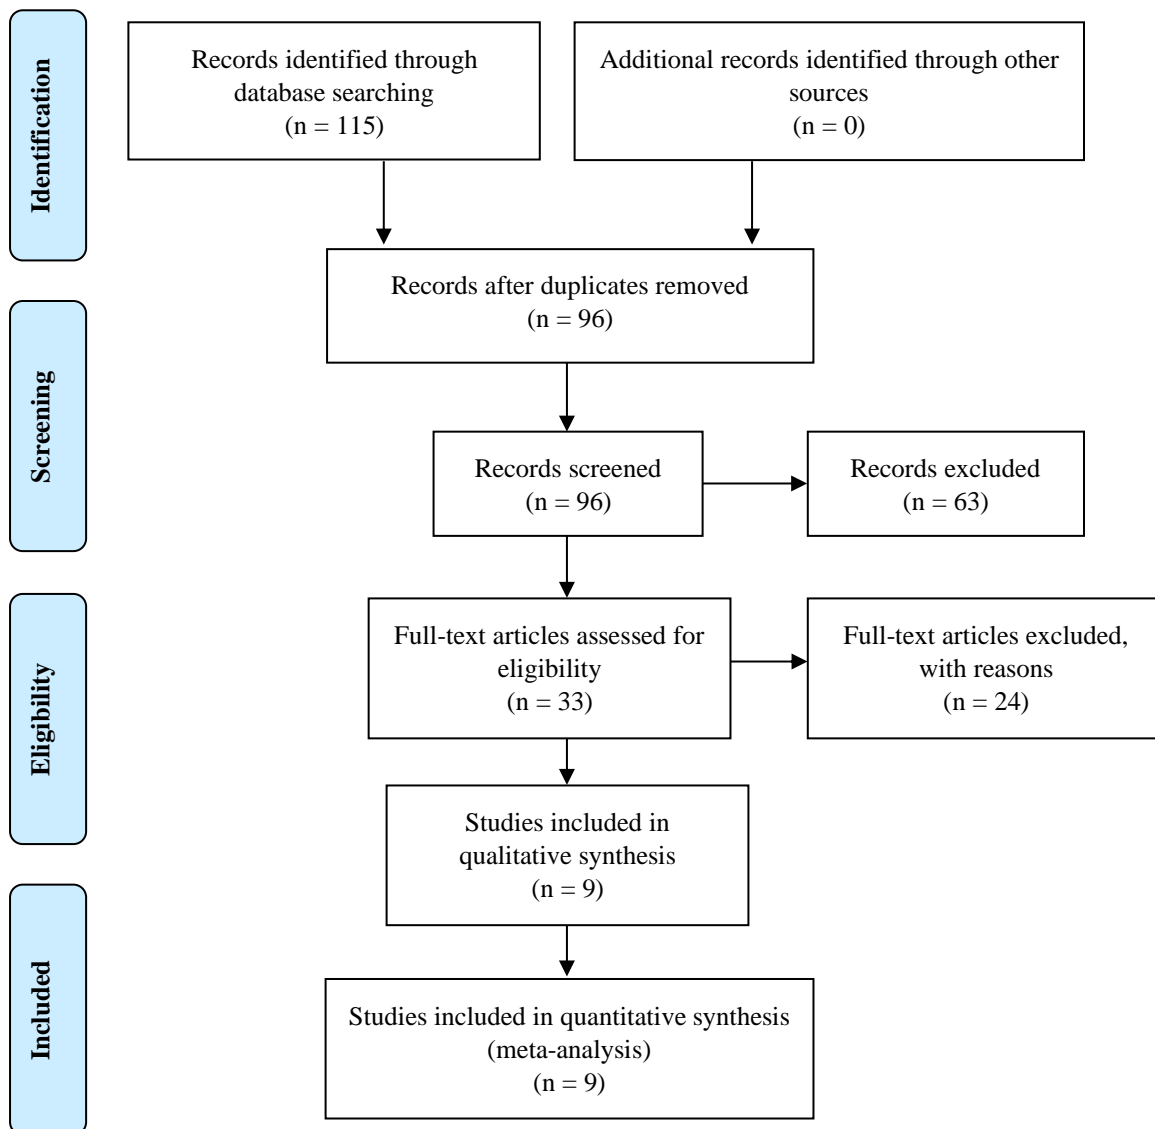 Identification
Records identified through
database searching
(n = 115)
Additional records identified through other
sources
(n = 0)
Records after duplicates removed
(n = 96)
Screening
Records screened
(n = 96)
Records excluded
(n = 63)
Eligibility
Full-text articles assessed for
eligibility
(n = 33)
Full-text articles excluded,
with reasons
(n = 24)
Studies included in
qualitative synthesis
(n = 9)
Included
Studies included in quantitative synthesis
(meta-analysis)
(n = 9)